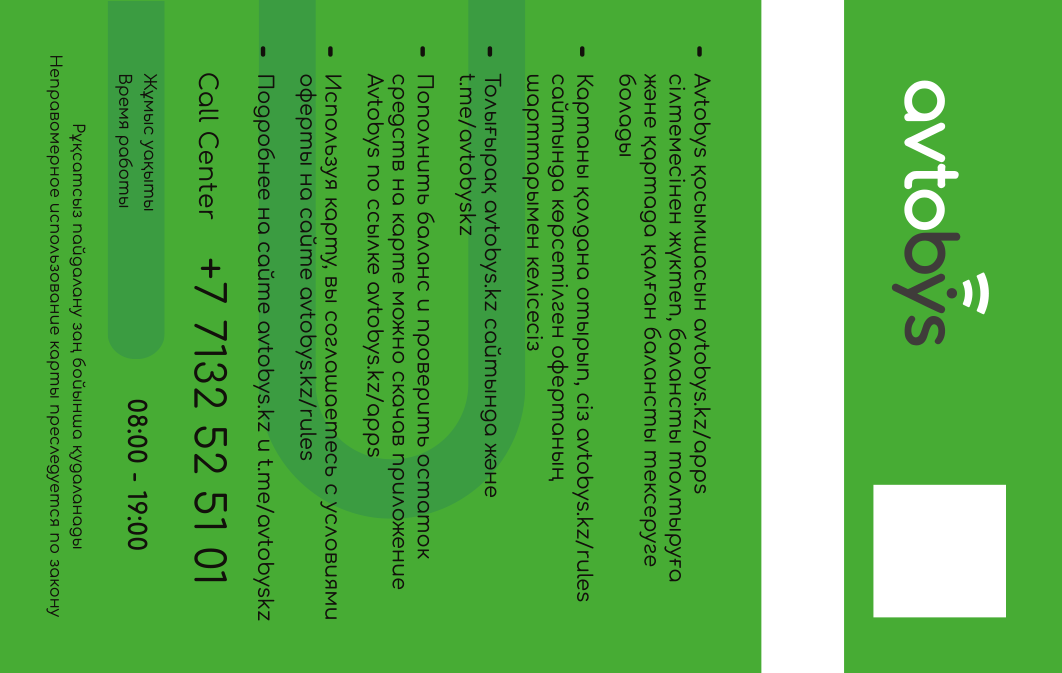 avtobys
- Avtobys қосымшасын avtobys.kz/apps
сілтемесінен жүктеп, балансты толтыруға
және картада қалған балансты тексеруге
болады
- Картаны қолдана отырып, сіз avtobys.kz/rules
сайтында көрсетілген офертаның
шарттарымен келісесіз
- Толығырақ avtobys.kz сайтында және
t.me/avtobyskz
- Пополнить баланс и проверить остаток
средств на карте можно скачав приложение
Avtobys по ссылке avtobys.kz/apps
- Используя карту, вы соглашаетесь с условиями
оферты на сайте avtobys.kz/rules
- Подробнее на сайте avtobys.kz и t.me/avtobyskz
Call Center +7 7132 52 51 01
Жұмыс уақыты
Время работы
08:00 - 19:00
Рұқсатсыз пайдалану заң бойынша қудаланады
Неправомерное использование карты преследуется по закону